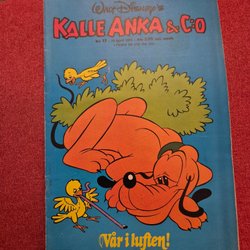 Walt Disney's
KALLE ANKA & C:O
Vår i luften!